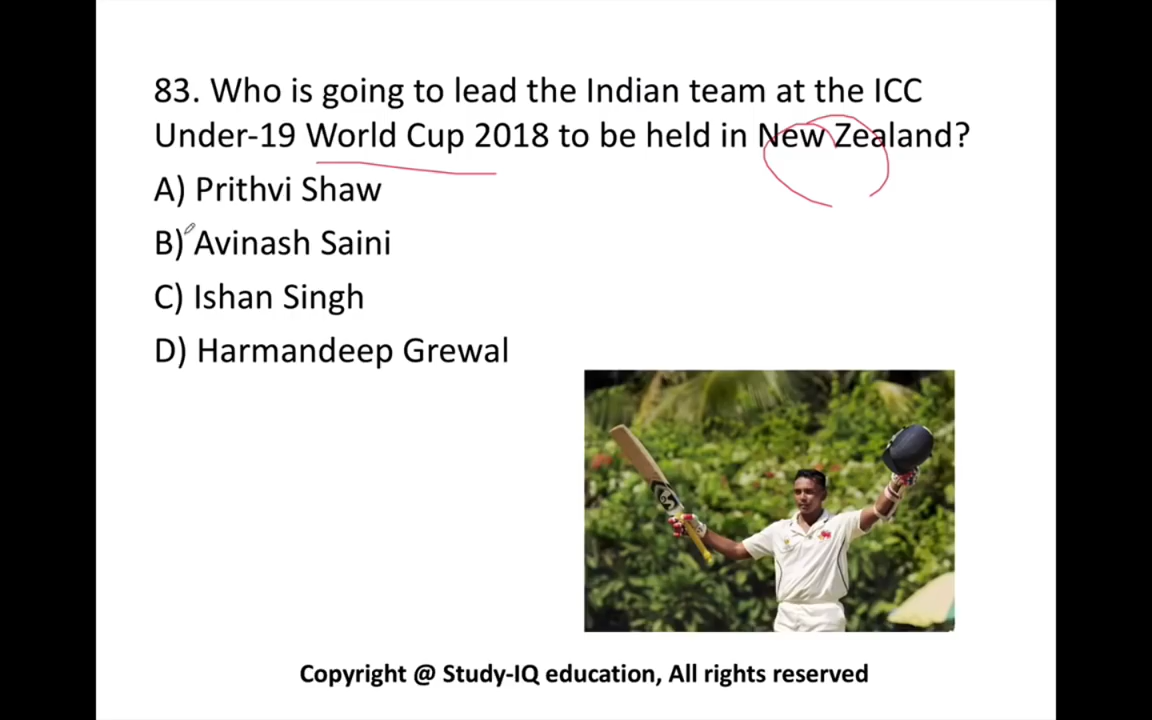 83. Who is going to lead the Indian team at the ICC
Under-19 World Cup 2018 to be held in New Zealand?
A) Prithvi Shaw
B) Avinash Saini
C) Ishan Singh
D) Harmandeep Grewal
Copyright @ Study-IQ education, All rights reserved